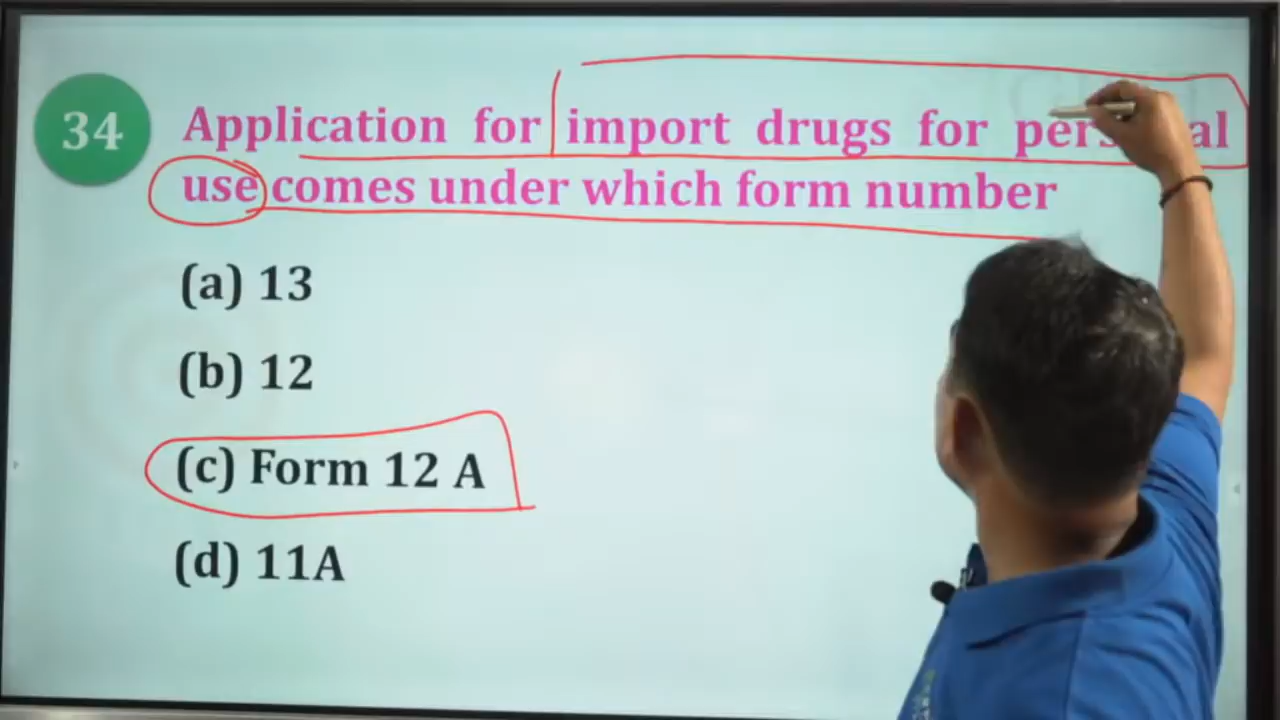 34
Application for import drugs for
use comes under which form number
(a) 13
(b) 12
(c) Form 12 A
(d) 11A